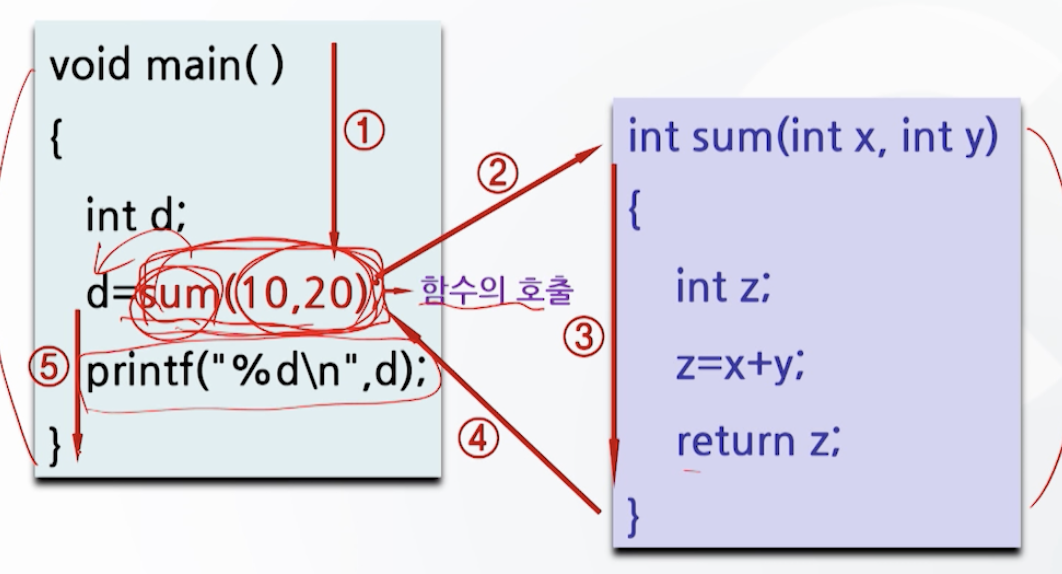 void main( )
{
①
int d;
d=sum(10,20);
함수의 호출
⑤
printf("%d\n",d);
}
②
③
④
int sum(int x, int y)
{
int z;
z=x+y;
return z;
}